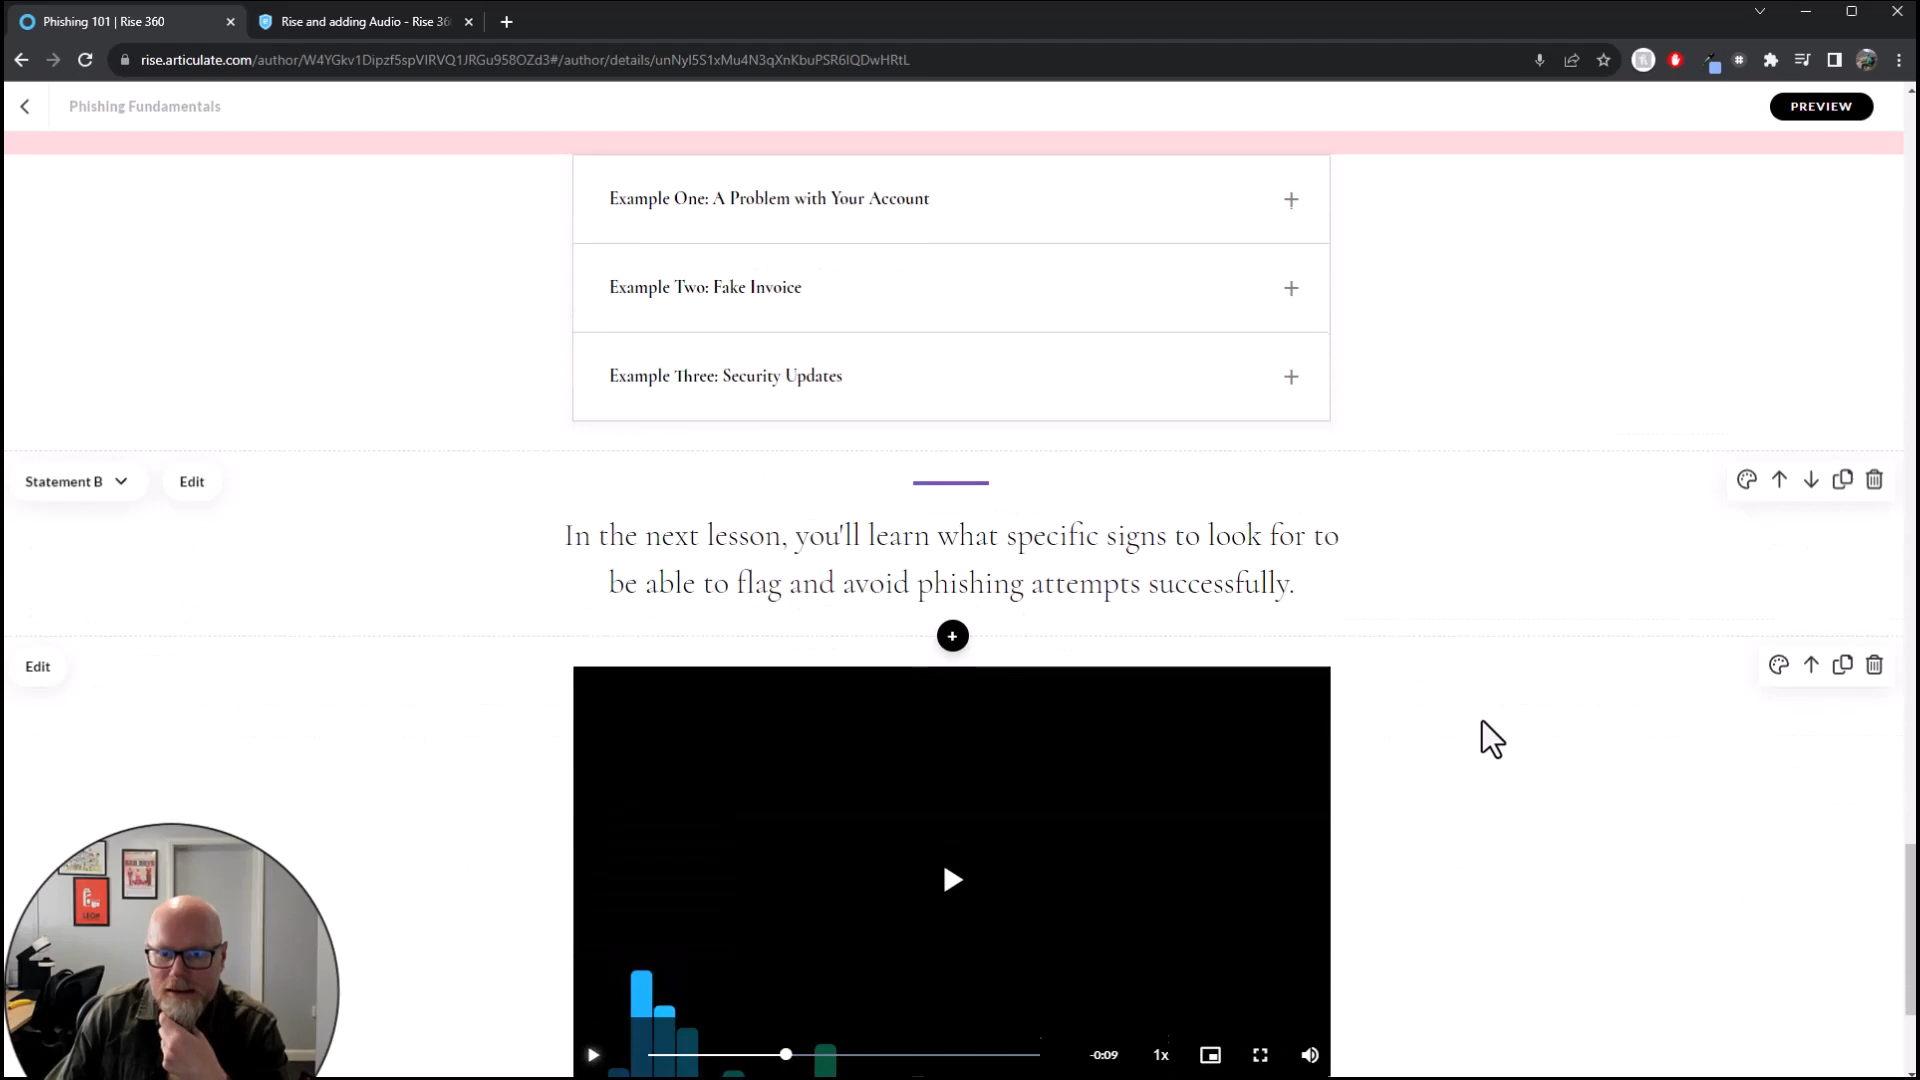 Phishing 101 | Rise 360
Rise and adding Audio - Rise 36
rise.articulate.com/author/W4YGkv1Dipzf5spVIRVQ1JRGu958OZd3#/author/details/unNyI5S1xMu4N3qXnKbuPSR6IQDwHRtL
Phishing Fundamentals
PREVIEW
Example One: A Problem with Your Account
Example Two: Fake Invoice
Example Three: Security Updates
Statement B
Edit
In the next lesson, you'll learn what specific signs to look for to
be able to flag and avoid phishing attempts successfully.
Edit
-0:09
1x